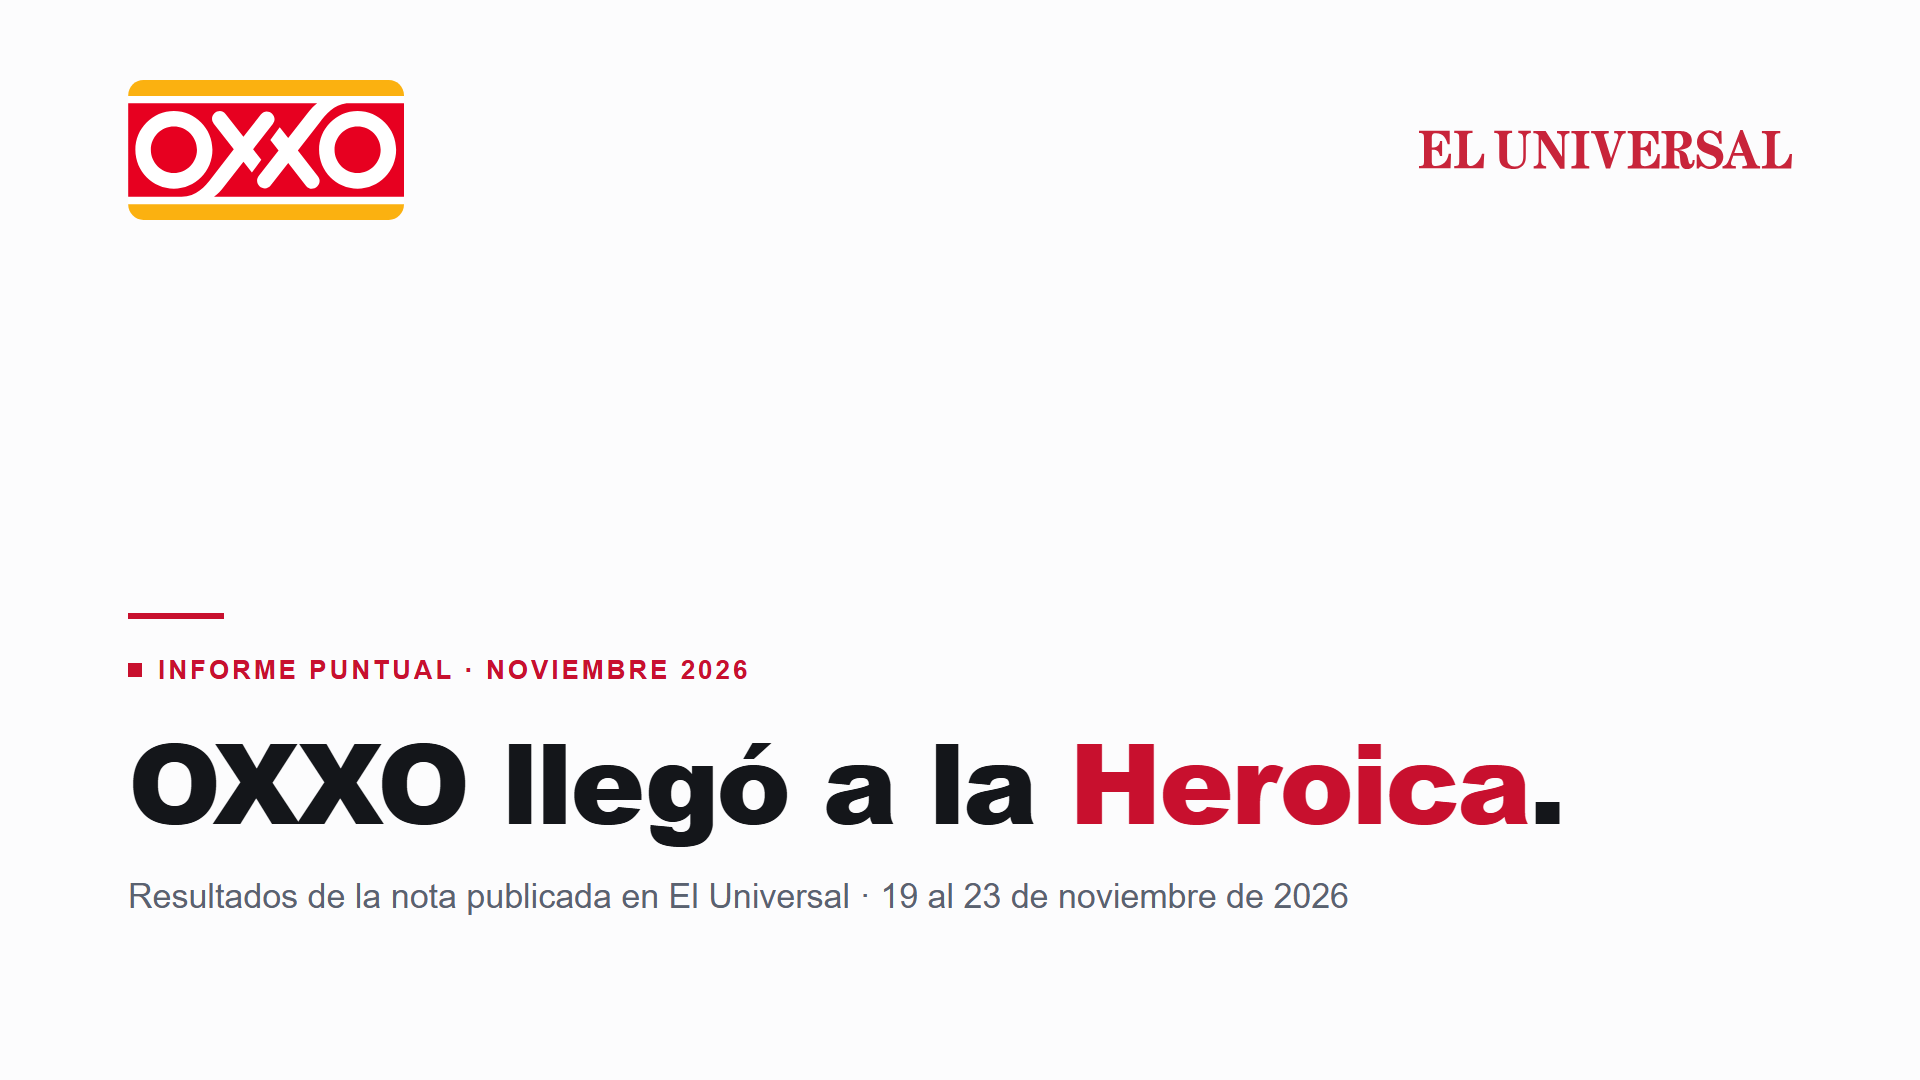 OXXO
EL UNIVERSAL
INFORME PUNTUAL · NOVIEMBRE 2026
OXXO llegó a la Heroica.
Resultados de la nota publicada en El Universal · 19 al 23 de noviembre de 2026